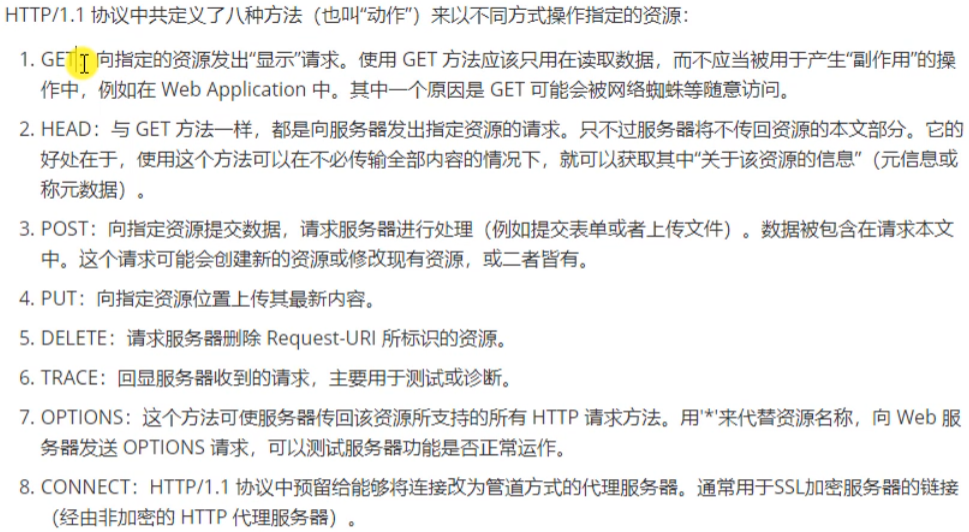 HTTP/1.1 协议中共定义了八种方法（也叫“动作”）来以不同方式操作指定的资源：
1. GET：向指定的资源发出“显示”请求。使用 GET 方法应该只用在读取数据，而不应当被用于产生“副作用”的操
作中，例如在 Web Application 中。其中一个原因是 GET 可能会被网络蜘蛛等随意访问。
2. HEAD：与 GET 方法一样，都是向服务器发出指定资源的请求。只不过服务器将不传回资源的本文部分。它的
好处在于，使用这个方法可以在不必传输全部内容的情况下，就可以获取其中“关于该资源的信息”（元信息或
称元数据）。
3. POST：向指定资源提交数据，请求服务器进行处理（例如提交表单或者上传文件）。数据被包含在请求本文
中。这个请求可能会创建新的资源或修改现有资源，或二者皆有。
4. PUT：向指定资源位置上传其最新内容。
5. DELETE：请求服务器删除 Request-URI 所标识的资源。
6. TRACE：回显服务器收到的请求，主要用于测试或诊断。
7. OPTIONS：这个方法可使服务器传回该资源所支持的所有 HTTP 请求方法。用'*'来代替资源名称，向 Web 服
务器发送 OPTIONS 请求，可以测试服务器功能是否正常运作。
8. CONNECT：HTTP/1.1 协议中预留给能够将连接改为管道方式的代理服务器。通常用于SSL加密服务器的链接
（经由非加密的 HTTP 代理服务器）。